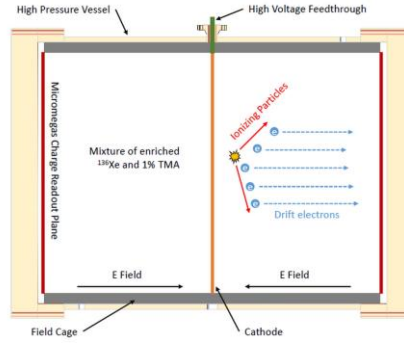 High Pressure Vessel
High Voltage Feedthrough
Micromegas Charge Readout Plane
Ionizing Particles
Mixture of enriched
¹³⁶Xe and 1% TMA
e
e
e
e
e
Drift electrons
E Field
E Field
Field Cage
Cathode